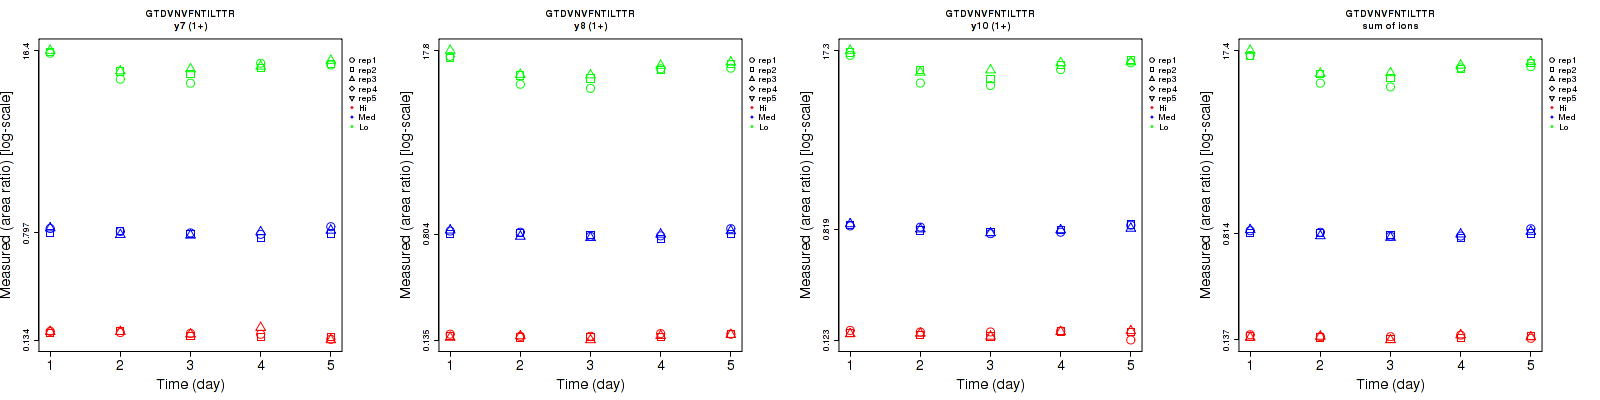 GTDVNVFNTILTTR
y7 (1+)
Measured (area ratio) [log-scale]
16.4
0.797
0.134
1 2 3 4 5
Time (day)
rep1
rep2
rep3
rep4
rep5
Hi
Med
Lo
GTDVNVFNTILTTR
y8 (1+)
Measured (area ratio) [log-scale]
17.8
0.804
0.135
1 2 3 4 5
Time (day)
rep1
rep2
rep3
rep4
rep5
Hi
Med
Lo
GTDVNVFNTILTTR
y10 (1+)
Measured (area ratio) [log-scale]
17.3
0.819
0.123
1 2 3 4 5
Time (day)
rep1
rep2
rep3
rep4
rep5
Hi
Med
Lo
GTDVNVFNTILTTR
sum of ions
Measured (area ratio) [log-scale]
17.4
0.814
0.137
1 2 3 4 5
Time (day)
rep1
rep2
rep3
rep4
rep5
Hi
Med
Lo